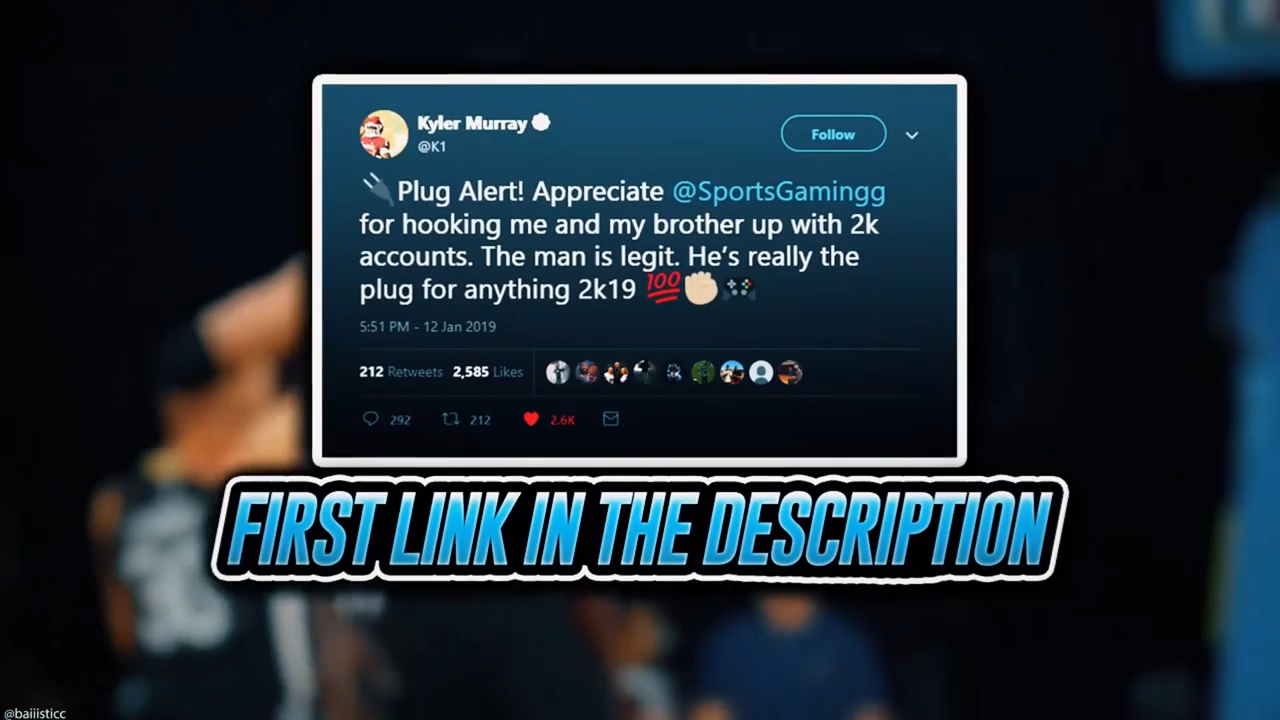 Kyler Murray
@K1
Follow
🔌Plug Alert! Appreciate @SportsGamingg
for hooking me and my brother up with 2k
accounts. The man is legit. He's really the
plug for anything 2k19 💯✊🏼🎮
5:51 PM - 12 Jan 2019
212 Retweets 2,585 Likes
292 212 2.6K
FIRST LINK IN THE DESCRIPTION
@baiiisticc